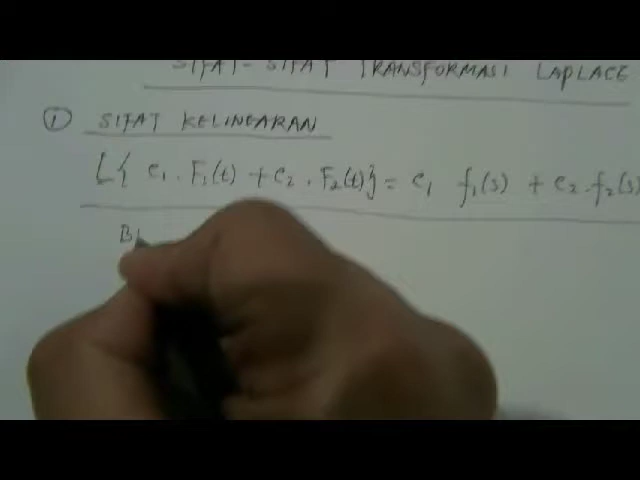 SIFAT-SIFAT TRANSFORMASI LAPLACE
① SIFAT KELINEARAN
L{ c₁ . F₁(t) + c₂ . F₂(t)} = c₁ f₁(s) + c₂ . f₂(s)